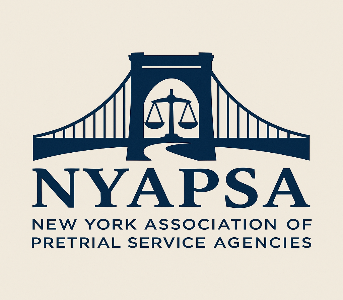 NYAPSA
NEW YORK ASSOCIATION OF
PRETRIAL SERVICE AGENCIES